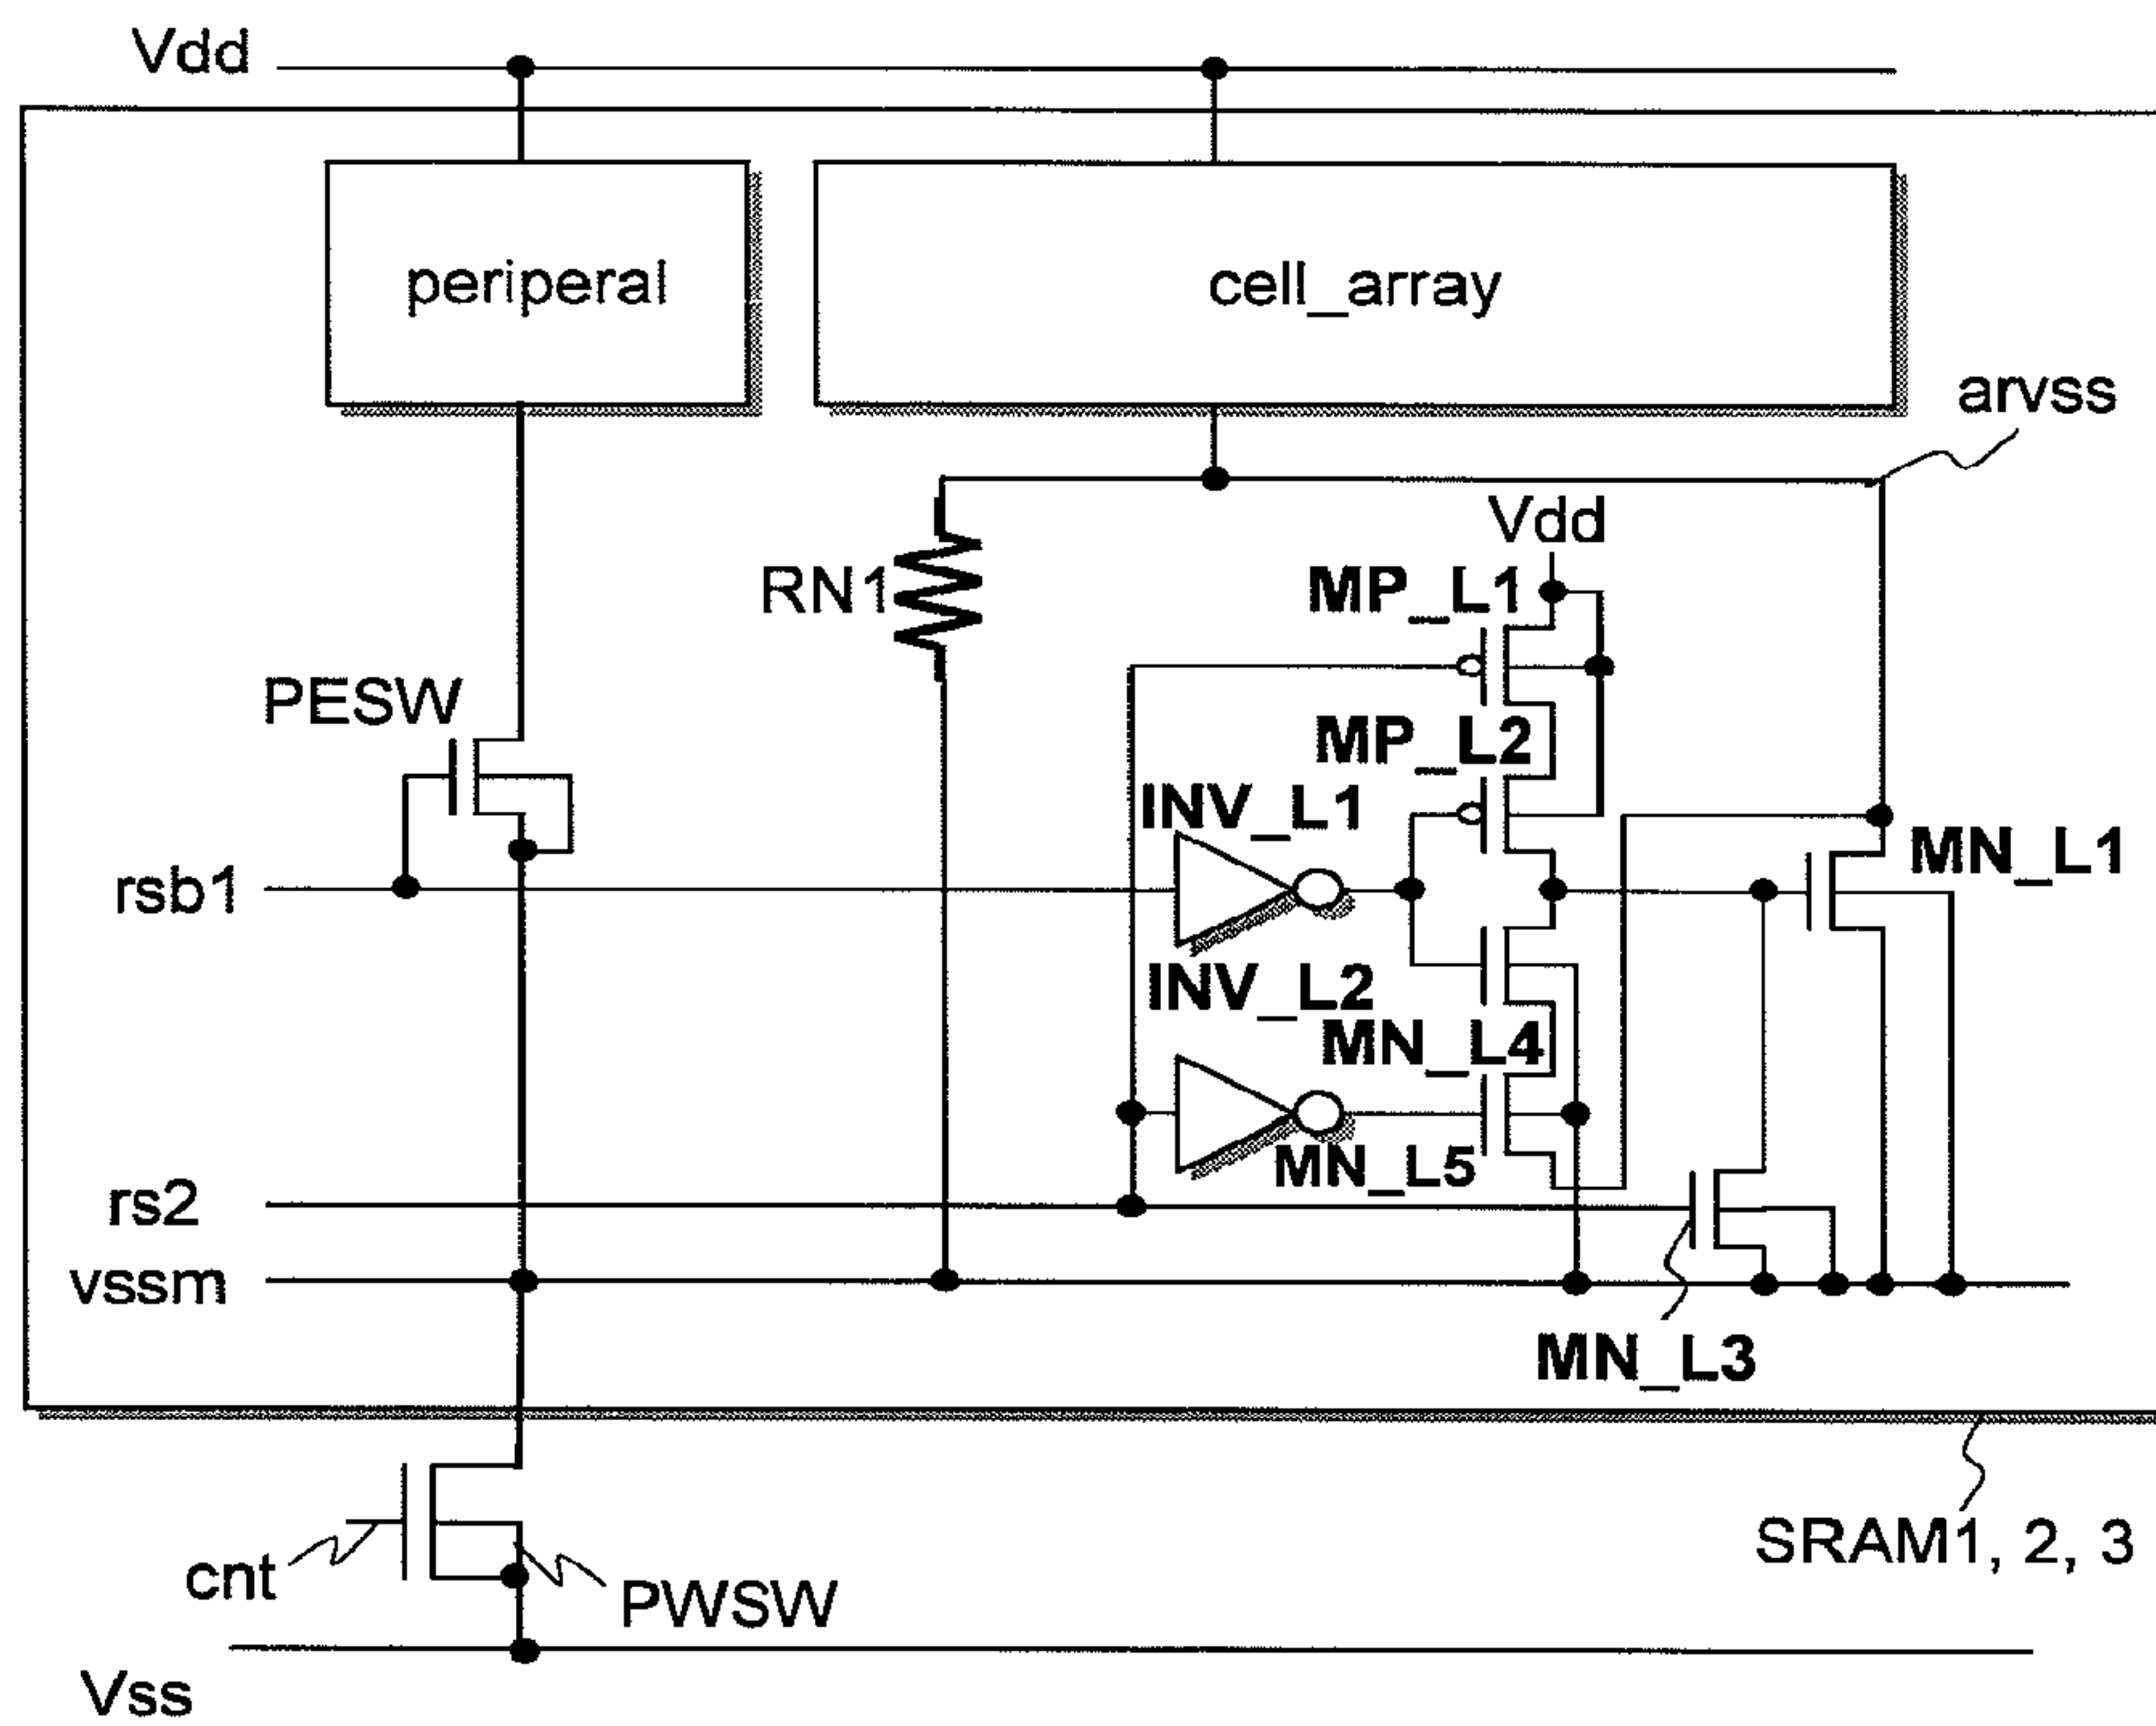 Vdd
periperal
cell_array
arvss
Vdd
RN1
MP_L1
PESW
MP_L2
INV_L1
MN_L1
rsb1
INV_L2
MN_L4
MN_L5
rs2
vssm
MN_L3
SRAM1, 2, 3
cnt
PWSW
Vss